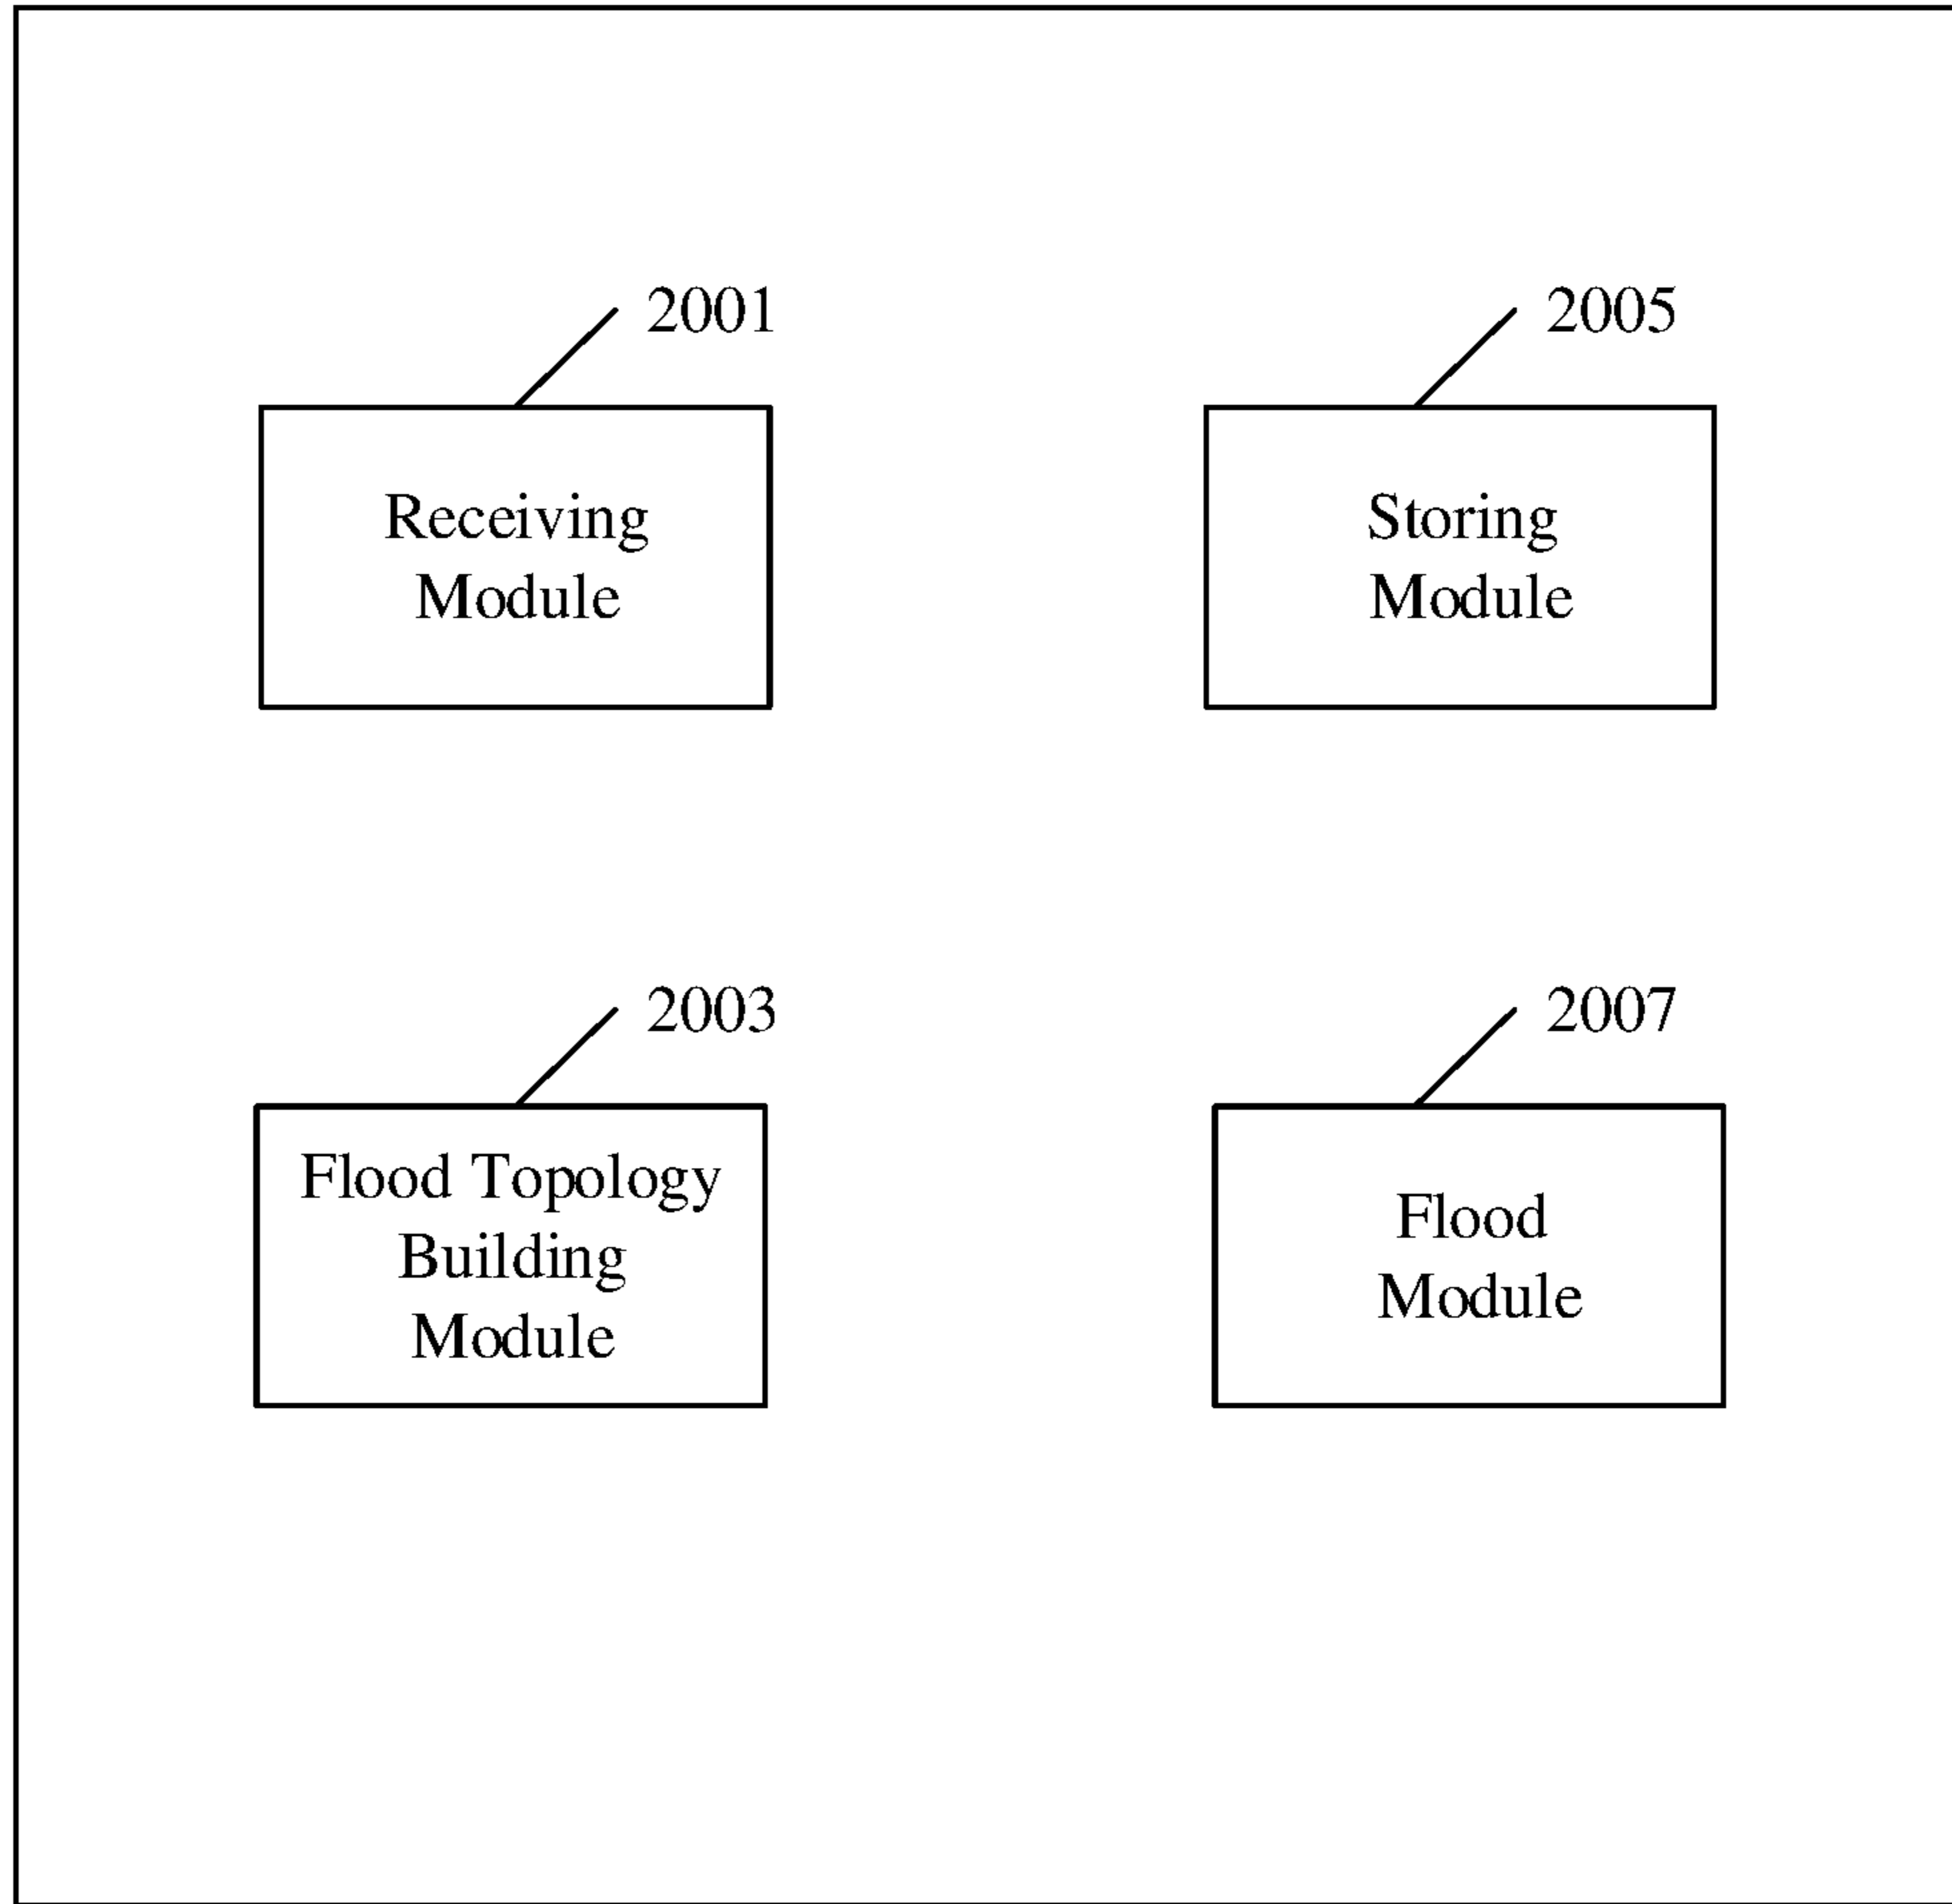 2001
Receiving
Module
2005
Storing
Module
2003
Flood Topology
Building
Module
2007
Flood
Module